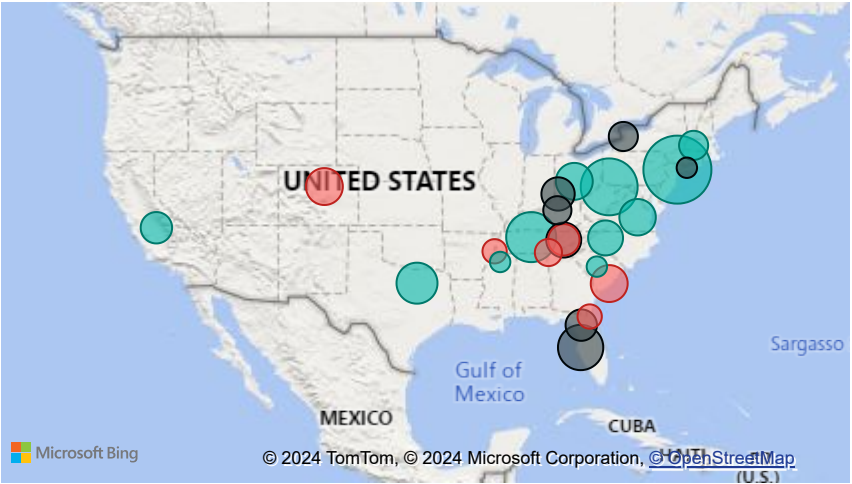 UNITED STATES
Gulf of
Mexico
Sargasso
MEXICO
CUBA
Microsoft Bing
© 2024 TomTom, © 2024 Microsoft Corporation, © OpenStreetMap
(U.S.)